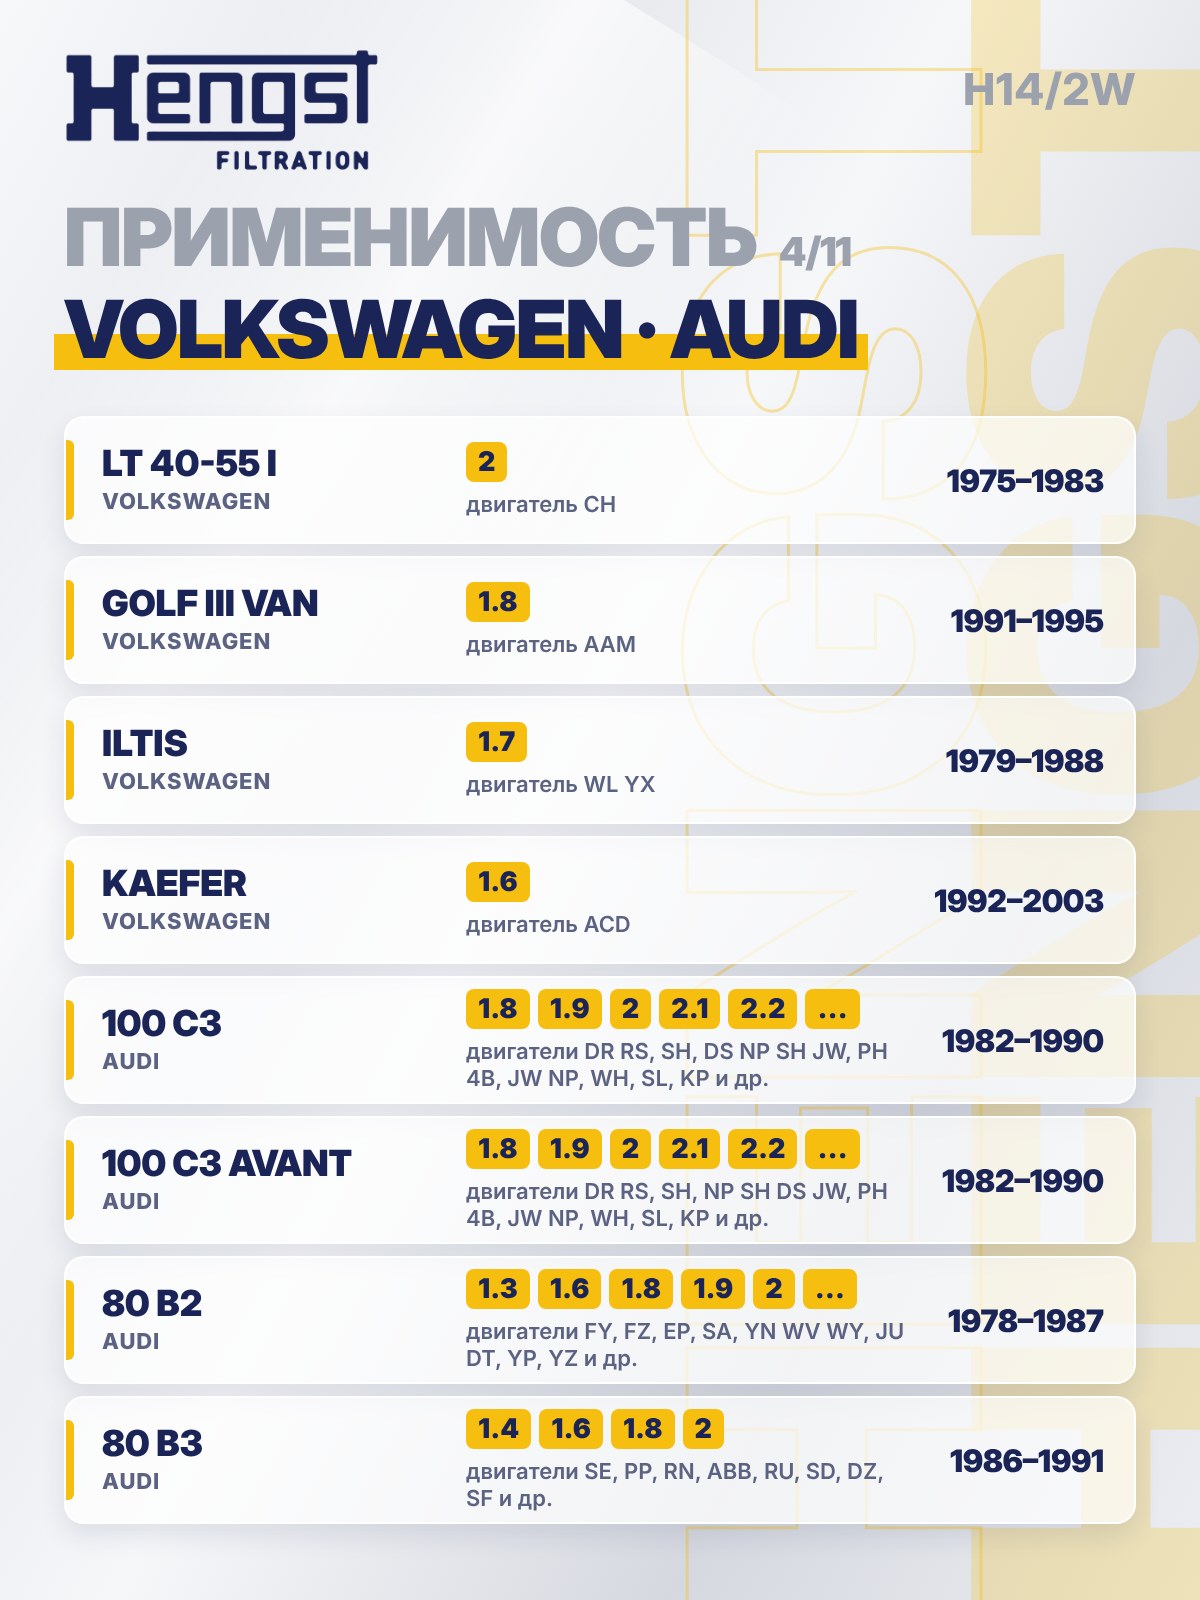 Hengst
FILTRATION
H14/2W
ПРИМЕНИМОСТЬ 4/11
VOLKSWAGEN · AUDI
LT 40-55 I
VOLKSWAGEN
2
двигатель CH
1975–1983
GOLF III VAN
VOLKSWAGEN
1.8
двигатель AAM
1991–1995
ILTIS
VOLKSWAGEN
1.7
двигатель WL YX
1979–1988
KAEFER
VOLKSWAGEN
1.6
двигатель ACD
1992–2003
100 C3
AUDI
1.8 1.9 2 2.1 2.2 ...
двигатели DR RS, SH, DS NP SH JW, PH
4B, JW NP, WH, SL, KP и др.
1982–1990
100 C3 AVANT
AUDI
1.8 1.9 2 2.1 2.2 ...
двигатели DR RS, SH, NP SH DS JW, PH
4B, JW NP, WH, SL, KP и др.
1982–1990
80 B2
AUDI
1.3 1.6 1.8 1.9 2 ...
двигатели FY, FZ, EP, SA, YN WV WY, JU
DT, YP, YZ и др.
1978–1987
80 B3
AUDI
1.4 1.6 1.8 2
двигатели SE, PP, RN, ABB, RU, SD, DZ,
SF и др.
1986–1991
HENGST